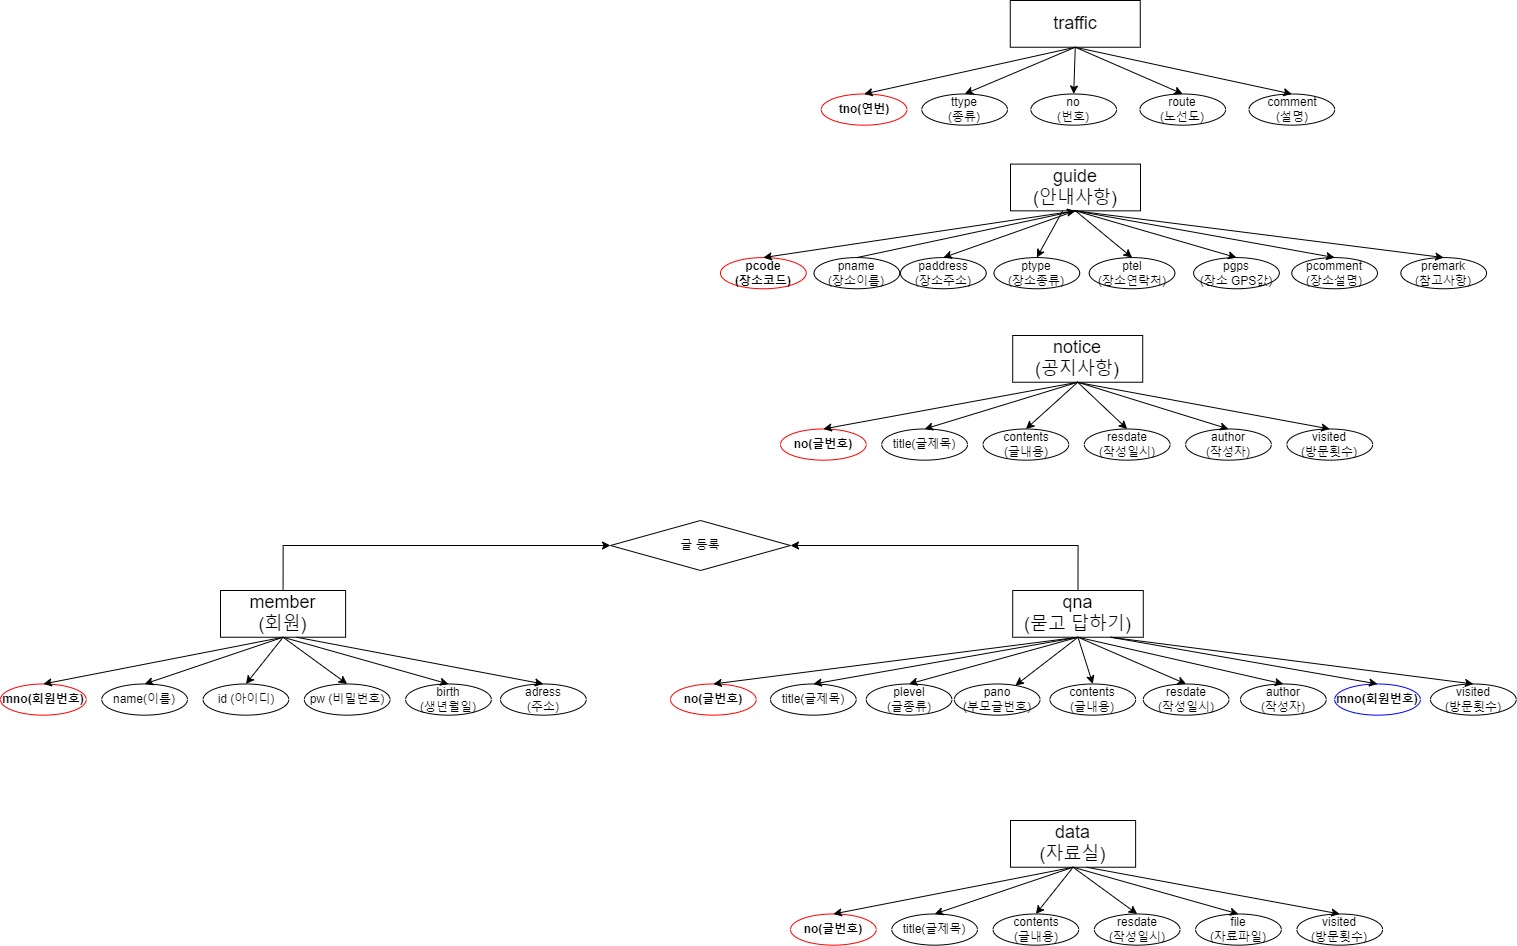 traffic
tno(연번)
ttype
(종류)
no
(번호)
route
(노선도)
comment
(설명)
guide
(안내사항)
pcode
(장소코드)
pname
(장소이름)
paddress
(장소주소)
ptype
(장소종류)
ptel
(장소연락처)
pgps
(장소 GPS값)
pcomment
(장소설명)
premark
(참고사항)
notice
(공지사항)
no(글번호)
title(글제목)
contents
(글내용)
resdate
(작성일시)
author
(작성자)
visited
(방문횟수)
글 등록
member
(회원)
qna
(묻고 답하기)
mno(회원번호)
name(이름)
id (아이디)
pw (비밀번호)
birth
(생년월일)
adress
(주소)
no(글번호)
title(글제목)
plevel
(글종류)
pano
(부모글번호)
contents
(글내용)
resdate
(작성일시)
author
(작성자)
mno(회원번호)
visited
(방문횟수)
data
(자료실)
no(글번호)
title(글제목)
contents
(글내용)
resdate
(작성일시)
file
(자료파일)
visited
(방문횟수)